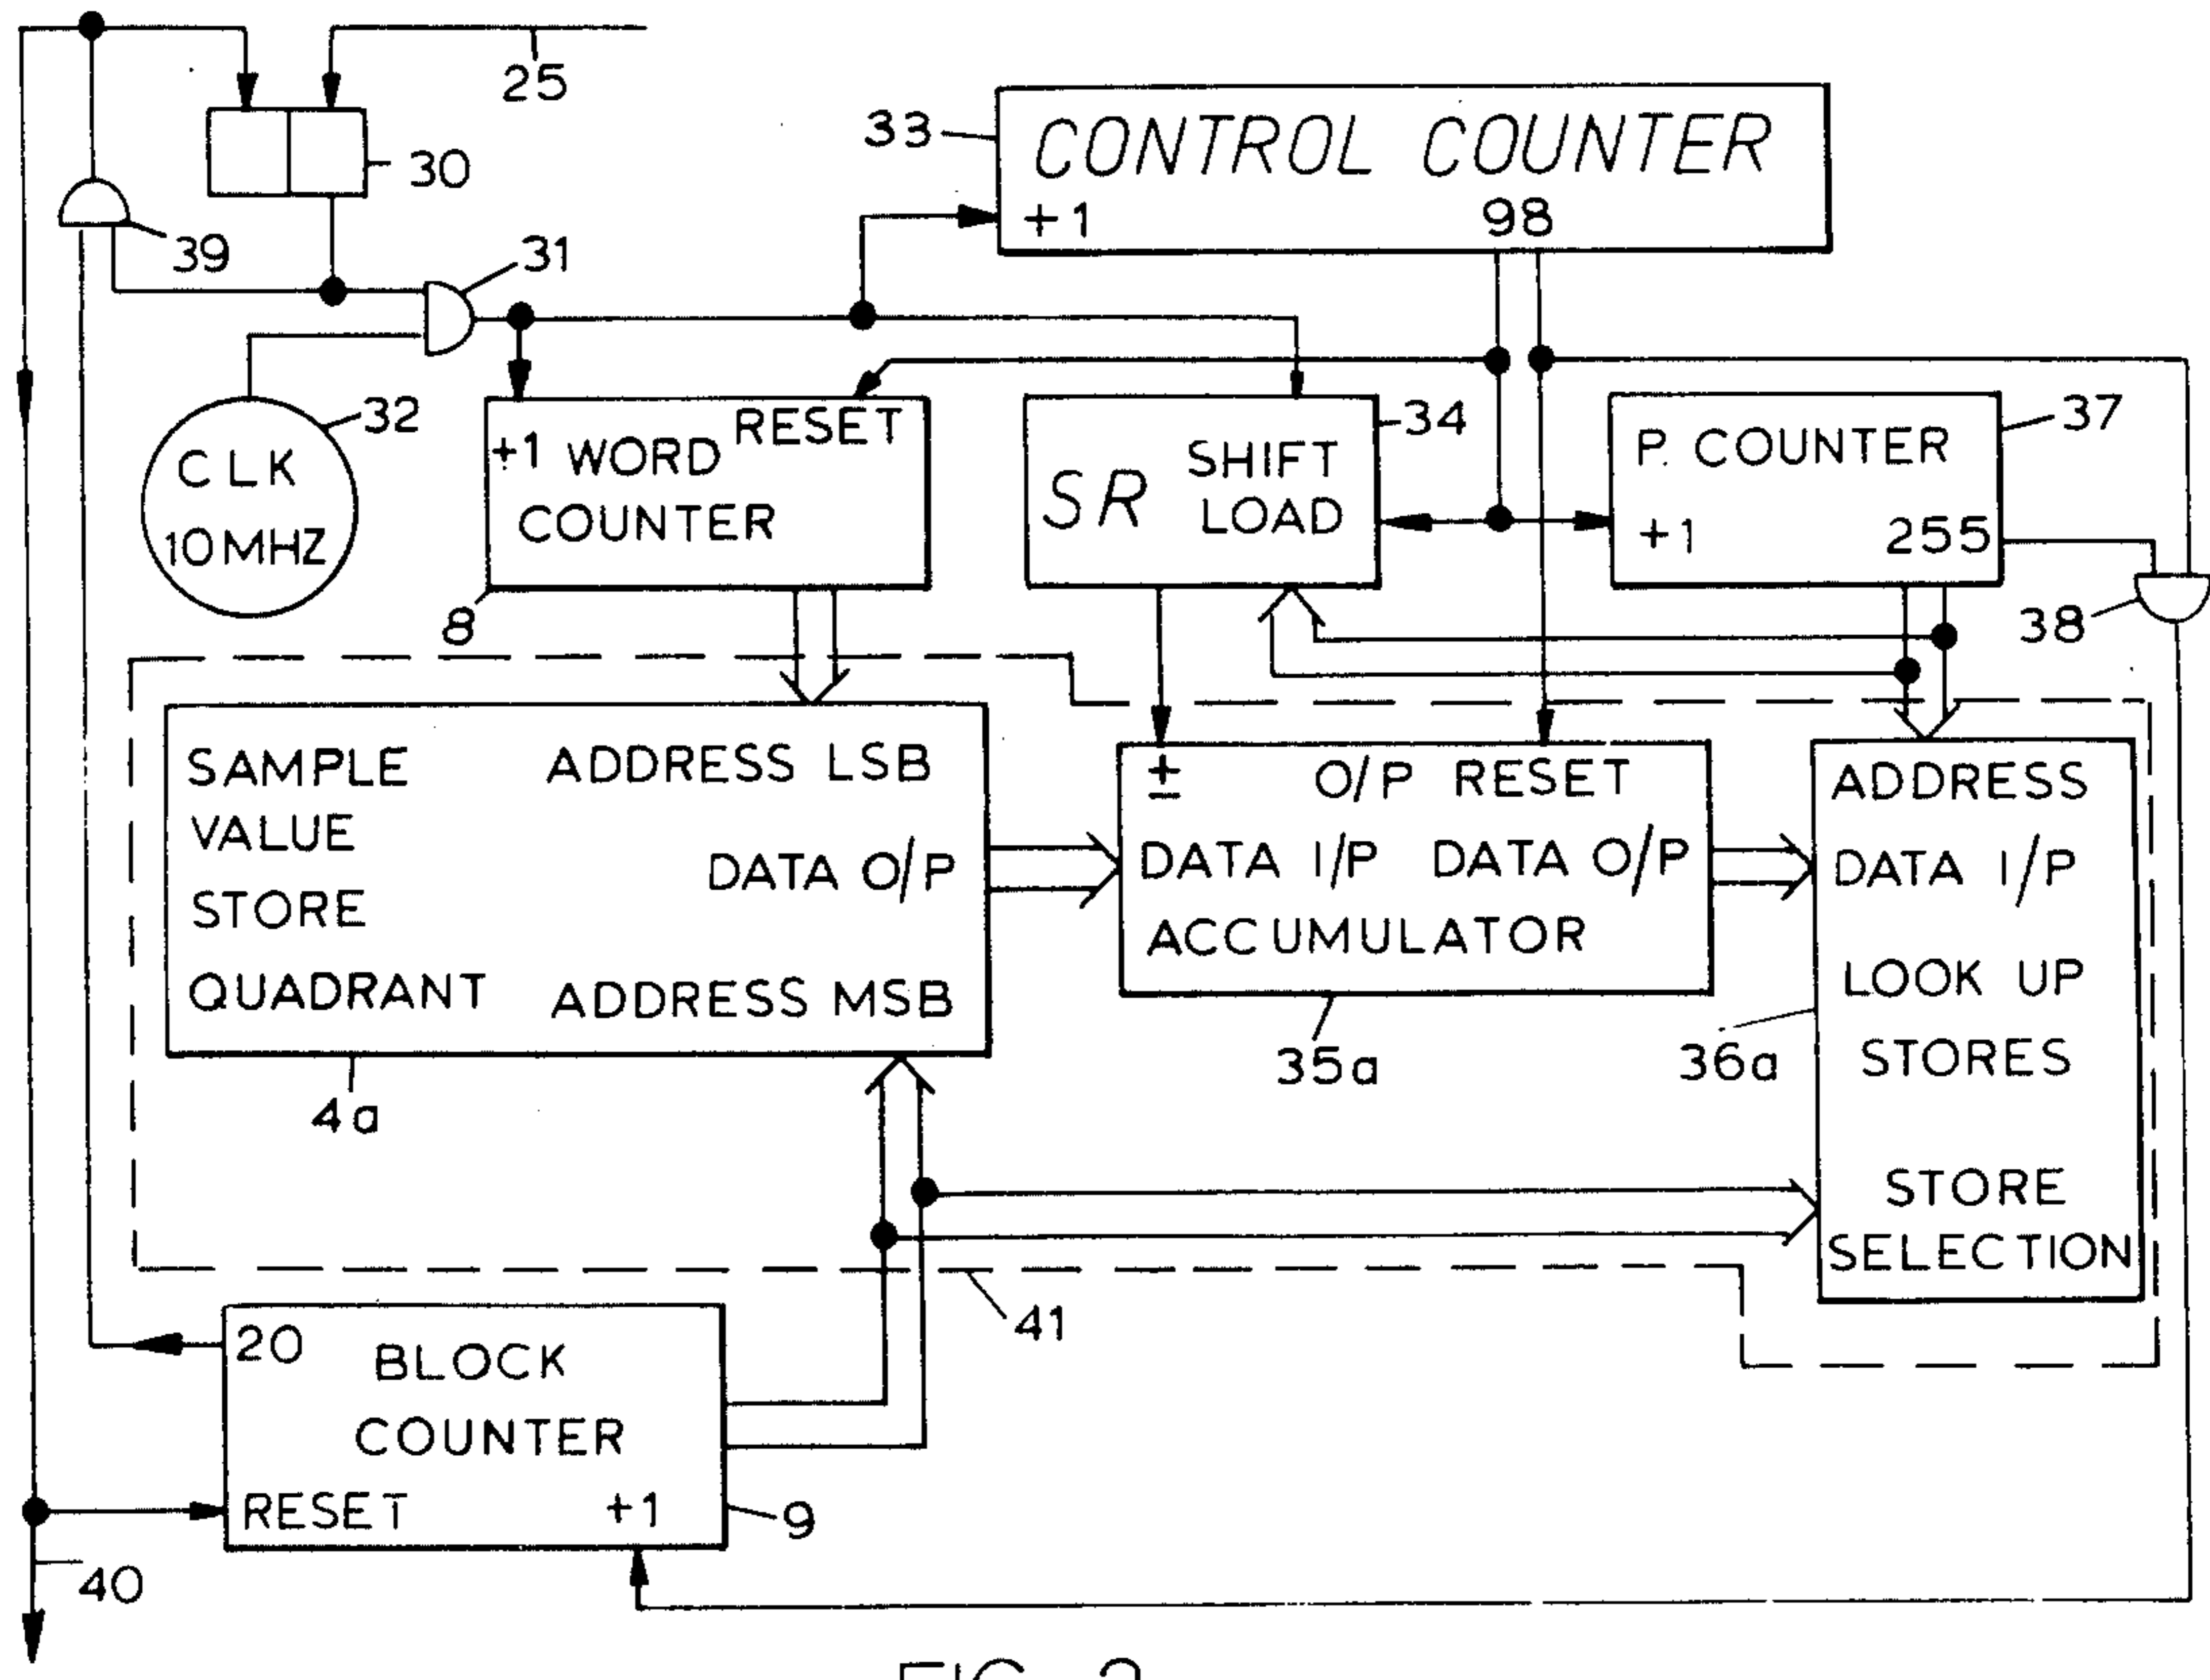 25
30
39
31
33
CONTROL COUNTER
+1 98
CLK
10MHZ
32
RESET
+1 WORD
COUNTER
8
SR SHIFT
LOAD
34
P. COUNTER
+1 255
37
38
SAMPLE
VALUE
STORE
QUADRANT
ADDRESS LSB
DATA O/P
ADDRESS MSB
4a
± O/P RESET
DATA I/P DATA O/P
ACCUMULATOR
35a
ADDRESS
DATA I/P
LOOK UP
STORES
STORE
SELECTION
36a
41
20
BLOCK
COUNTER
RESET +1
9
40